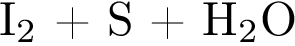 I₂ + S + H₂O